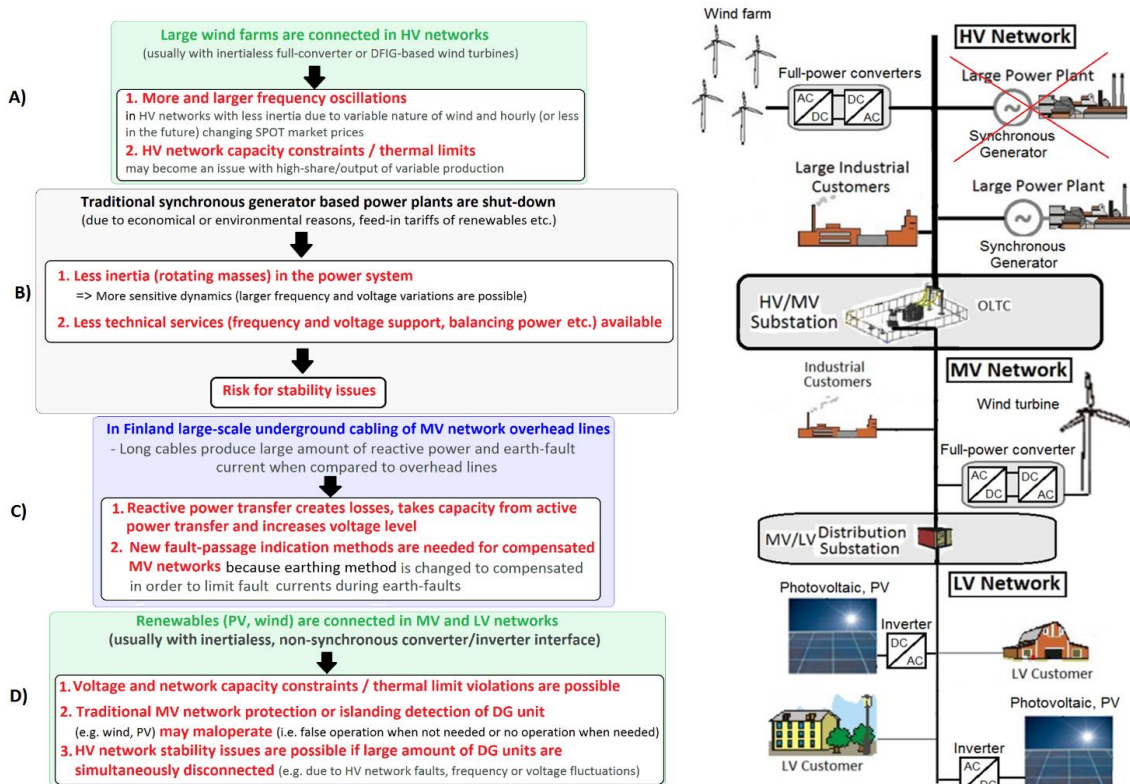 A)
Large wind farms are connected in HV networks
(usually with inertialess full-converter or DFIG-based wind turbines)
1. More and larger frequency oscillations
in HV networks with less inertia due to variable nature of wind and hourly (or less
in the future) changing SPOT market prices
2. HV network capacity constraints / thermal limits
may become an issue with high-share/output of variable production
B)
Traditional synchronous generator based power plants are shut-down
(due to economical or environmental reasons, feed-in tariffs of renewables etc.)
1. Less inertia (rotating masses) in the power system
=> More sensitive dynamics (larger frequency and voltage variations are possible)
2. Less technical services (frequency and voltage support, balancing power etc.) available
Risk for stability issues
C)
In Finland large-scale underground cabling of MV network overhead lines
- Long cables produce large amount of reactive power and earth-fault
current when compared to overhead lines
1. Reactive power transfer creates losses, takes capacity from active
power transfer and increases voltage level
2. New fault-passage indication methods are needed for compensated
MV networks because earthing method is changed to compensated
in order to limit fault currents during earth-faults
D)
Renewables (PV, wind) are connected in MV and LV networks
(usually with inertialess, non-synchronous converter/inverter interface)
1. Voltage and network capacity constraints / thermal limit violations are possible
2. Traditional MV network protection or islanding detection of DG unit
(e.g. wind, PV) may maloperate (i.e. false operation when not needed or no operation when needed)
3. HV network stability issues are possible if large amount of DG units are
simultaneously disconnected (e.g. due to HV network faults, frequency or voltage fluctuations)
Wind farm
HV Network
Full-power converters
AC
DC
DC
AC
Large Power Plant
Synchronous
Generator
Large Industrial
Customers
Large Power Plant
Synchronous
Generator
HV/MV
Substation
OLTC
MV Network
Industrial
Customers
Wind turbine
Full-power converter
AC
DC
DC
AC
MV/LV Distribution
Substation
LV Network
Photovoltaic, PV
Inverter
DC
AC
LV Customer
Photovoltaic, PV
LV Customer
Inverter
AC
DC